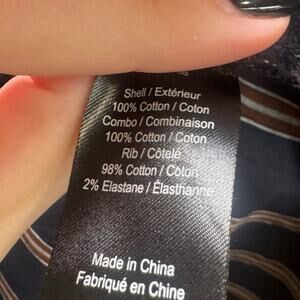 Shell / Extérieur
100% Cotton / Coton
Combo / Combinaison
100% Cotton / Coton
Rib / Côtelé
98% Cotton / Coton
2% Elastane / Élasthanne
Made in China
Fabriqué en Chine